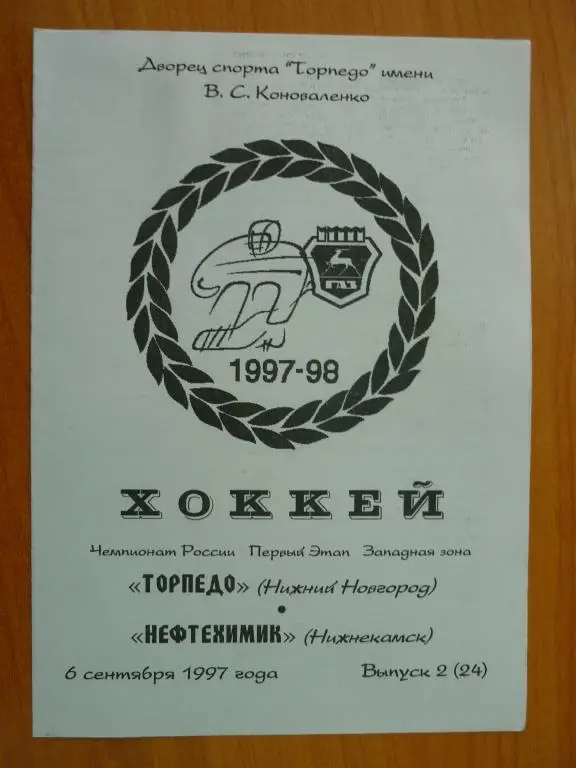 Дворец спорта "Торпедо" имени
В. С. Коноваленко
ГАЗ
1997-98
ХОККЕЙ
Чемпионат России Первый Этап Западная зона
«ТОРПЕДО» (Нижний Новгород)
•
«НЕФТЕХИМИК» (Нижнекамск)
6 сентября 1997 года Выпуск 2 (24)